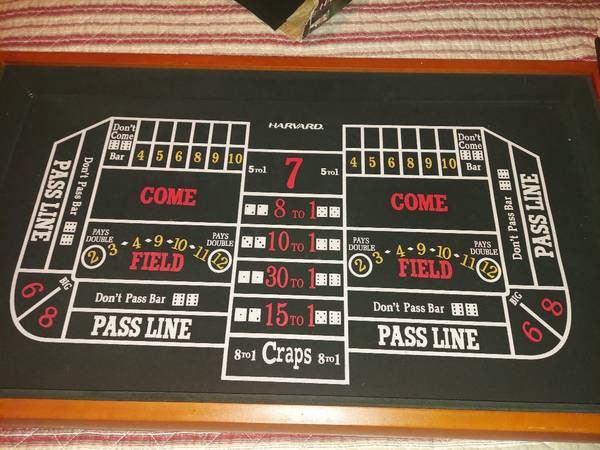 HARVARD.
Don't
Come
Bar
4 5 6 8 9 10
COME
PAYS
DOUBLE
PAYS
DOUBLE
2 3 • 4 • 9 • 10 • 11 12
FIELD
Don't Pass Bar
PASS LINE
PASS LINE
Don't Pass Bar
BIG
6 8
5 TO 1 7 5 TO 1
8 TO 1
10 TO 1
30 TO 1
15 TO 1
8 TO 1 Craps 8 TO 1
4 5 6 8 9 10
Don't
Come
Bar
COME
PAYS
DOUBLE
PAYS
DOUBLE
2 3 • 4 • 9 • 10 • 11 12
FIELD
Don't Pass Bar
PASS LINE
Don't Pass Bar
PASS LINE
BIG
6 8